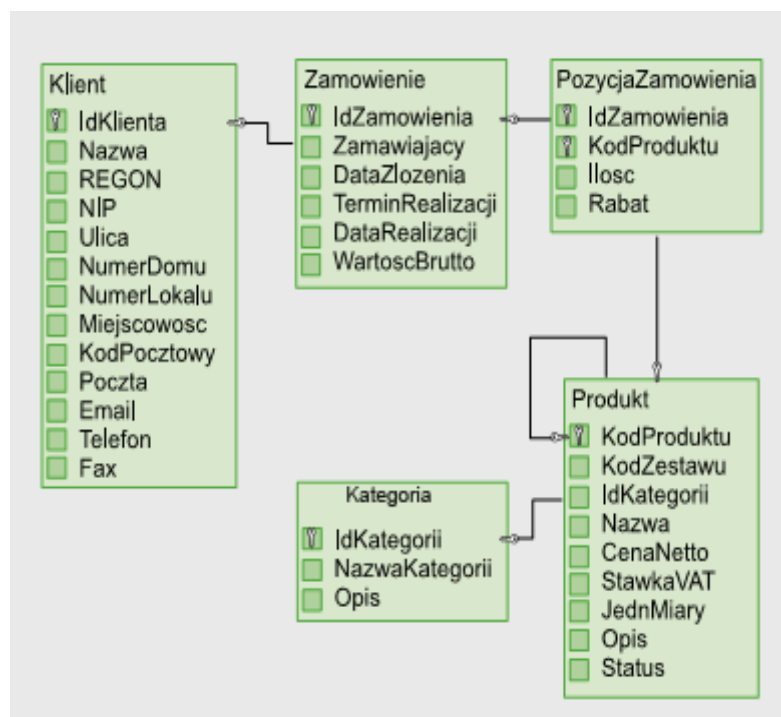 Klient
IdKlienta
Nazwa
REGON
NIP
Ulica
NumerDomu
NumerLokalu
Miejscowosc
KodPocztowy
Poczta
Email
Telefon
Fax
Zamowienie
IdZamowienia
Zamawiajacy
DataZlozenia
TerminRealizacji
DataRealizacji
WartoscBrutto
PozycjaZamowienia
IdZamowienia
KodProduktu
Ilosc
Rabat
Kategoria
IdKategorii
NazwaKategorii
Opis
Produkt
KodProduktu
KodZestawu
IdKategorii
Nazwa
CenaNetto
StawkaVAT
JednMiary
Opis
Status